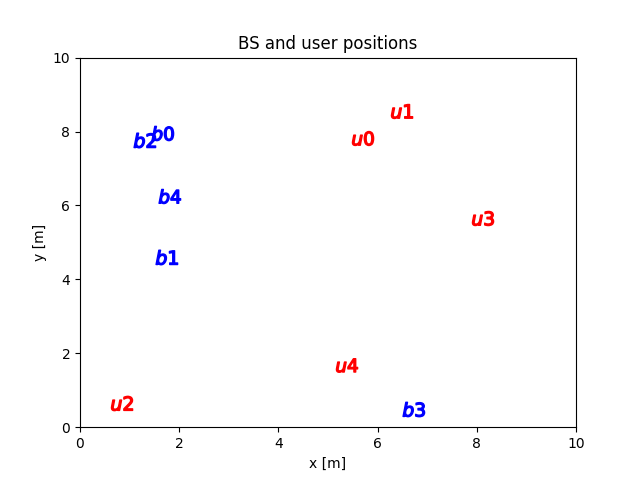 BS and user positions
10
8
6
4
2
0
y [m]
u1
b0
b2
u0
b4
u3
b1
u4
u2
b3
0 2 4 6 8 10
x [m]